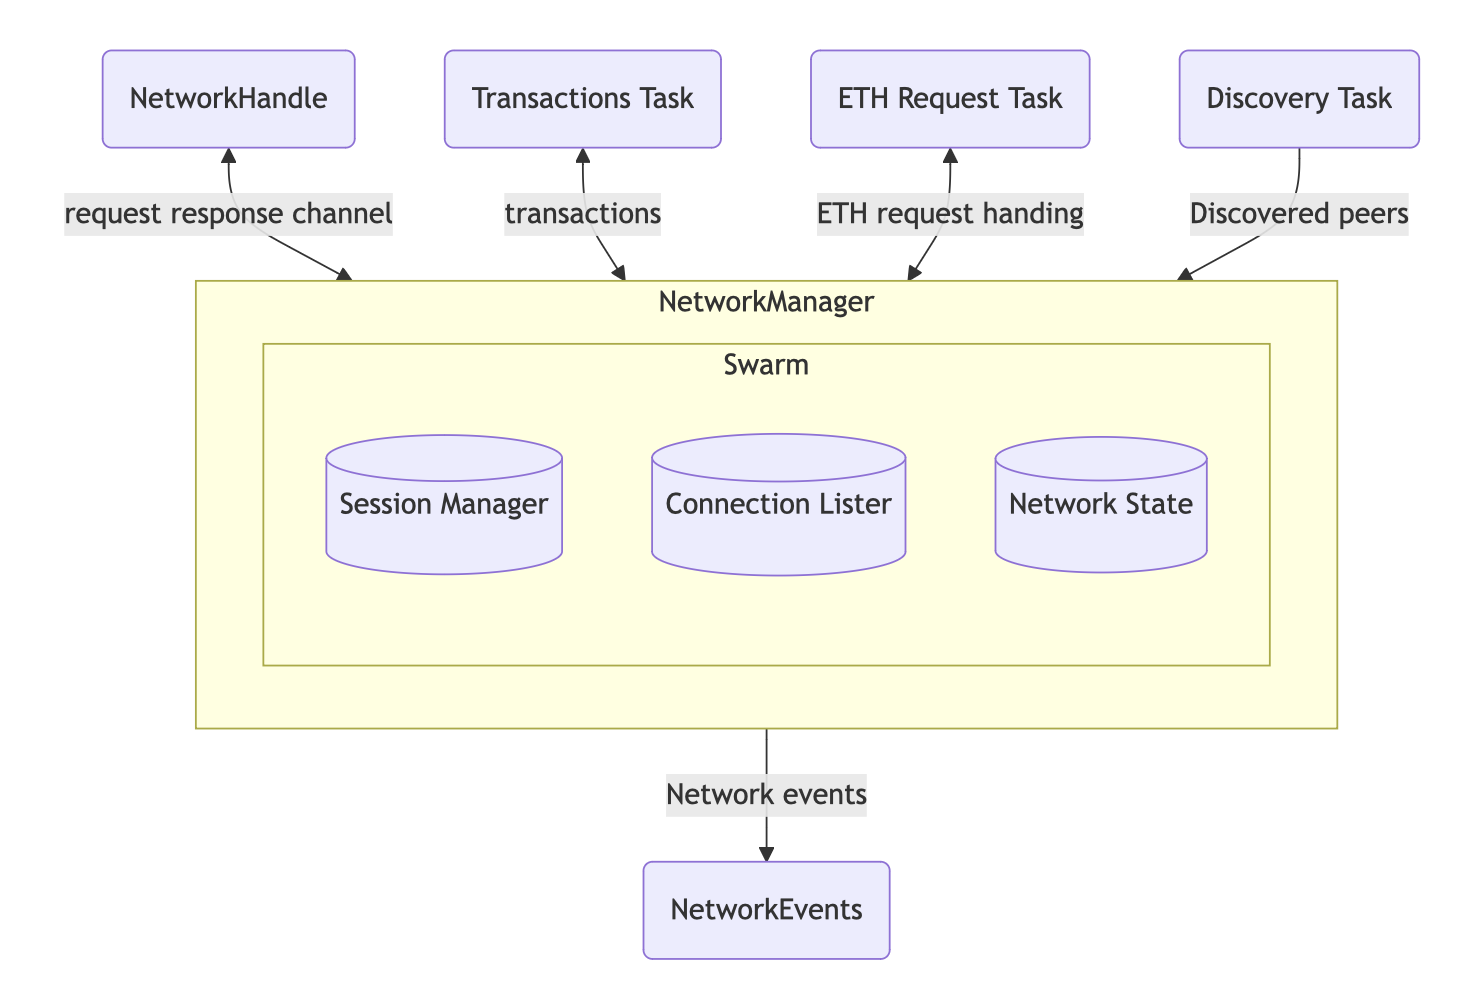 NetworkHandle
Transactions Task
ETH Request Task
Discovery Task
request response channel
transactions
ETH request handing
Discovered peers
NetworkManager
Swarm
Session Manager
Connection Lister
Network State
Network events
NetworkEvents